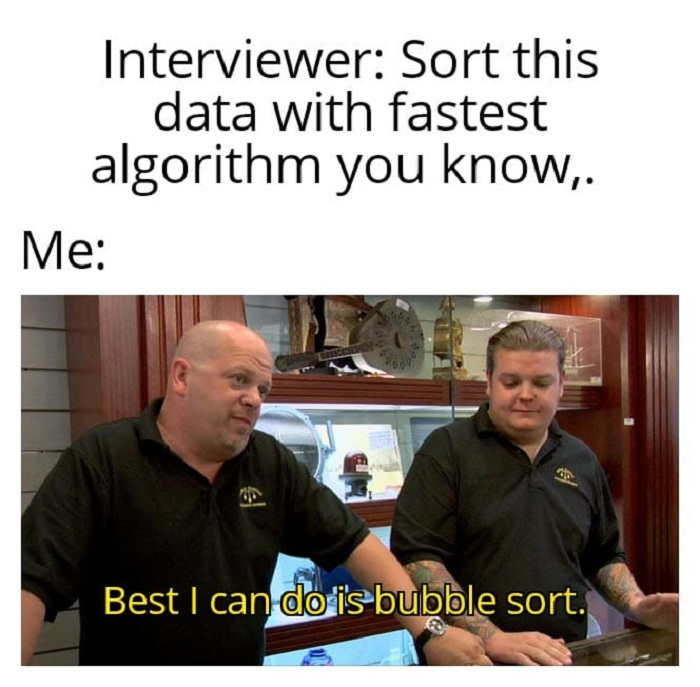 Interviewer: Sort this
data with fastest
algorithm you know,.
Me:
Best I can do is bubble sort.